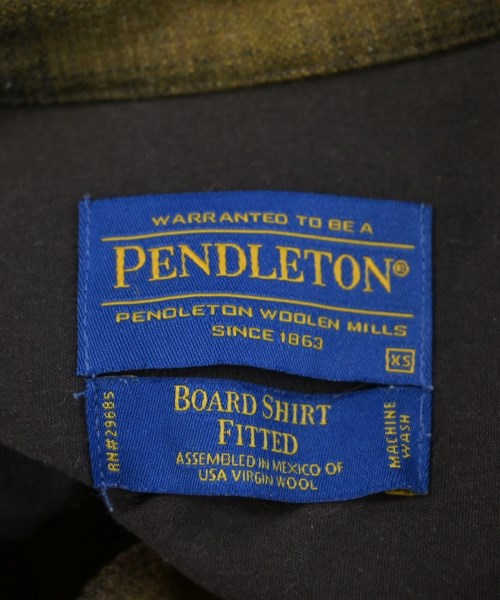 WARRANTED TO BE A
PENDLETON®
PENDLETON WOOLEN MILLS
SINCE 1863
XS
RN#29685
BOARD SHIRT
FITTED
ASSEMBLED IN MEXICO OF
USA VIRGIN WOOL
MACHINE
WASH